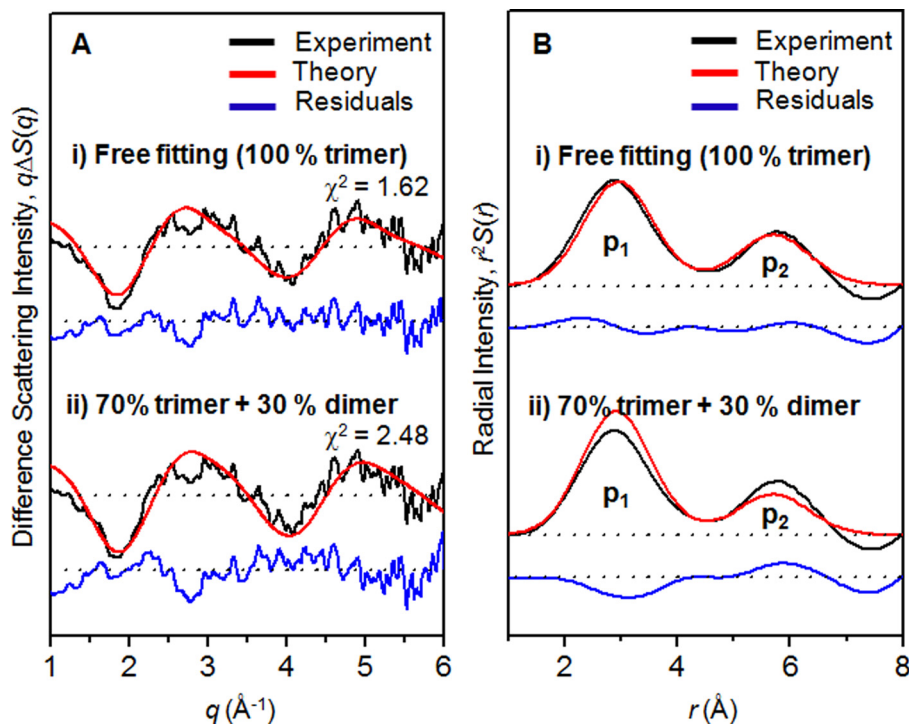 A
Experiment
Theory
Residuals
i) Free fitting (100 % trimer)
χ² = 1.62
ii) 70% trimer + 30 % dimer
χ² = 2.48
Difference Scattering Intensity, qΔS(q)
1 2 3 4 5 6
q (Å⁻¹)
B
Experiment
Theory
Residuals
i) Free fitting (100 % trimer)
p₁
p₂
ii) 70% trimer + 30 % dimer
p₁
p₂
Radial Intensity, r²S(r)
2 4 6 8
r (Å)